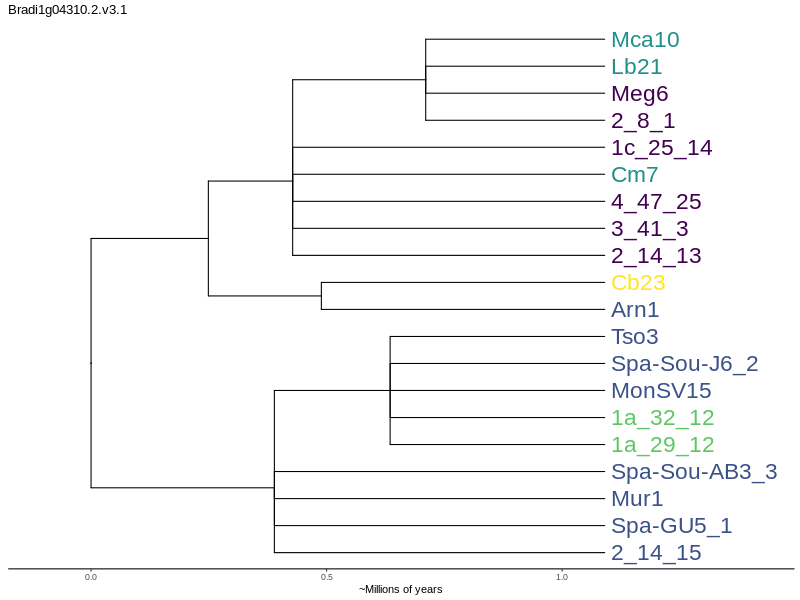 Bradi1g04310.2.v3.1
Mca10
Lb21
Meg6
2_8_1
1c_25_14
Cm7
4_47_25
3_41_3
2_14_13
Cb23
Arn1
Tso3
Spa-Sou-J6_2
MonSV15
1a_32_12
1a_29_12
Spa-Sou-AB3_3
Mur1
Spa-GU5_1
2_14_15
0.0 0.5 1.0
~Millions of years